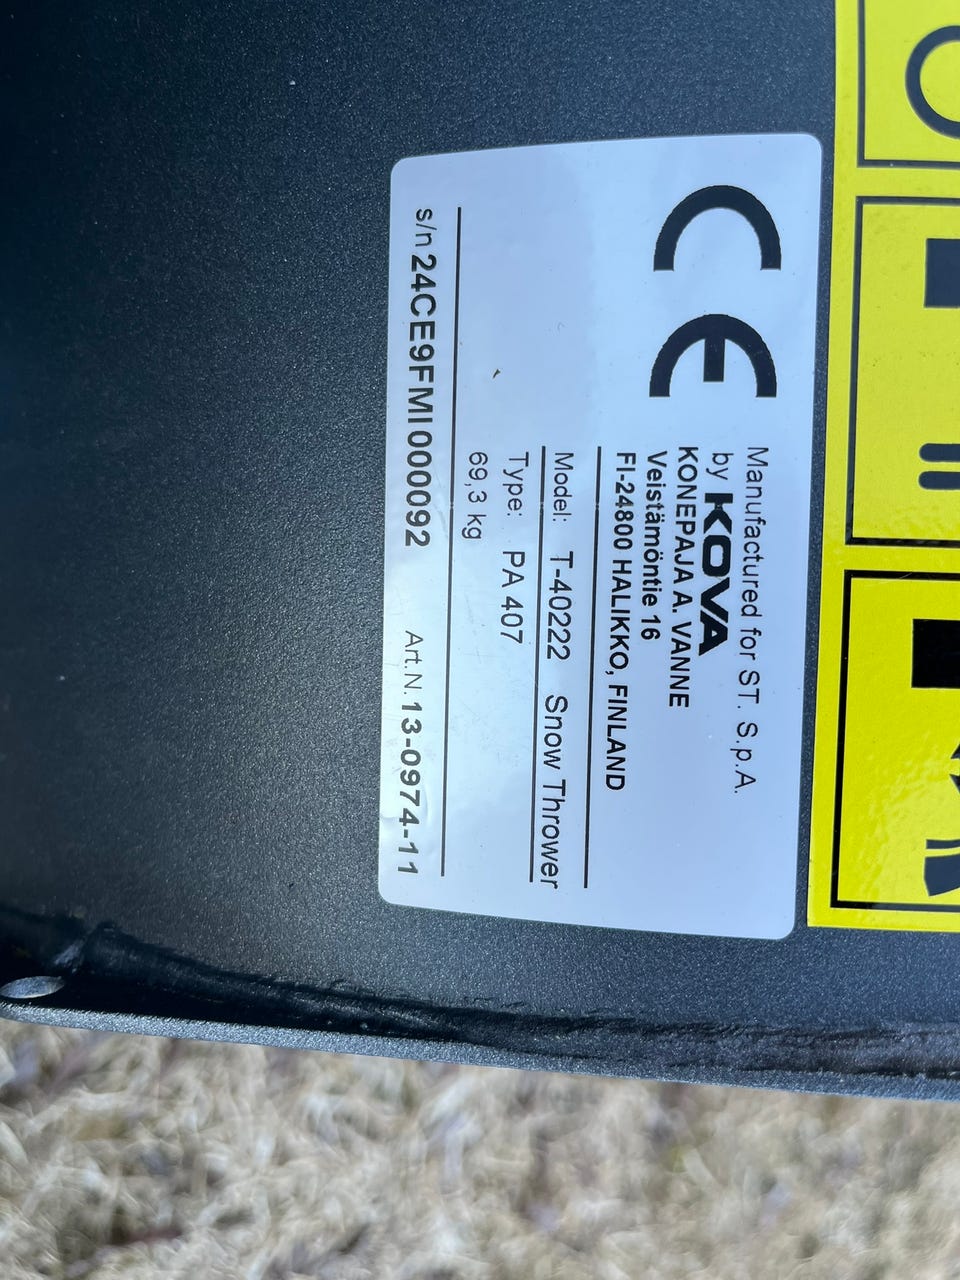 CE
Manufactured for ST. S.p.A.
by KOVA
KONEPAJA A. VANNE
Veistämöntie 16
FI-24800 HALIKKO, FINLAND
Model: T-40222 Snow Thrower
Type: PA 407
69,3 kg
s/n 24CE9FMI000092 Art.N.13-0974-11